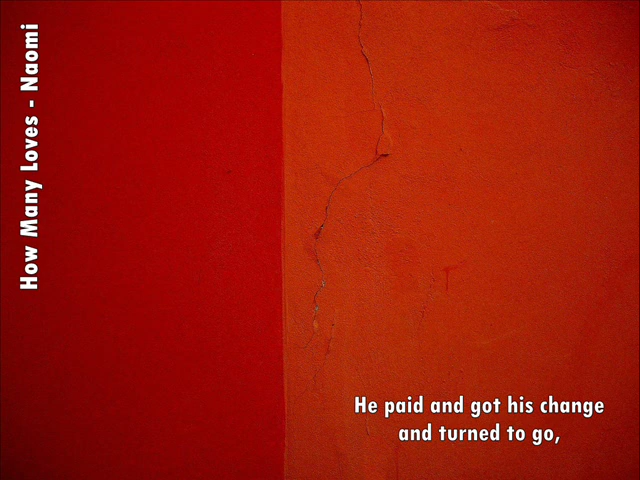 How Many Loves - Naomi
He paid and got his change
and turned to go,